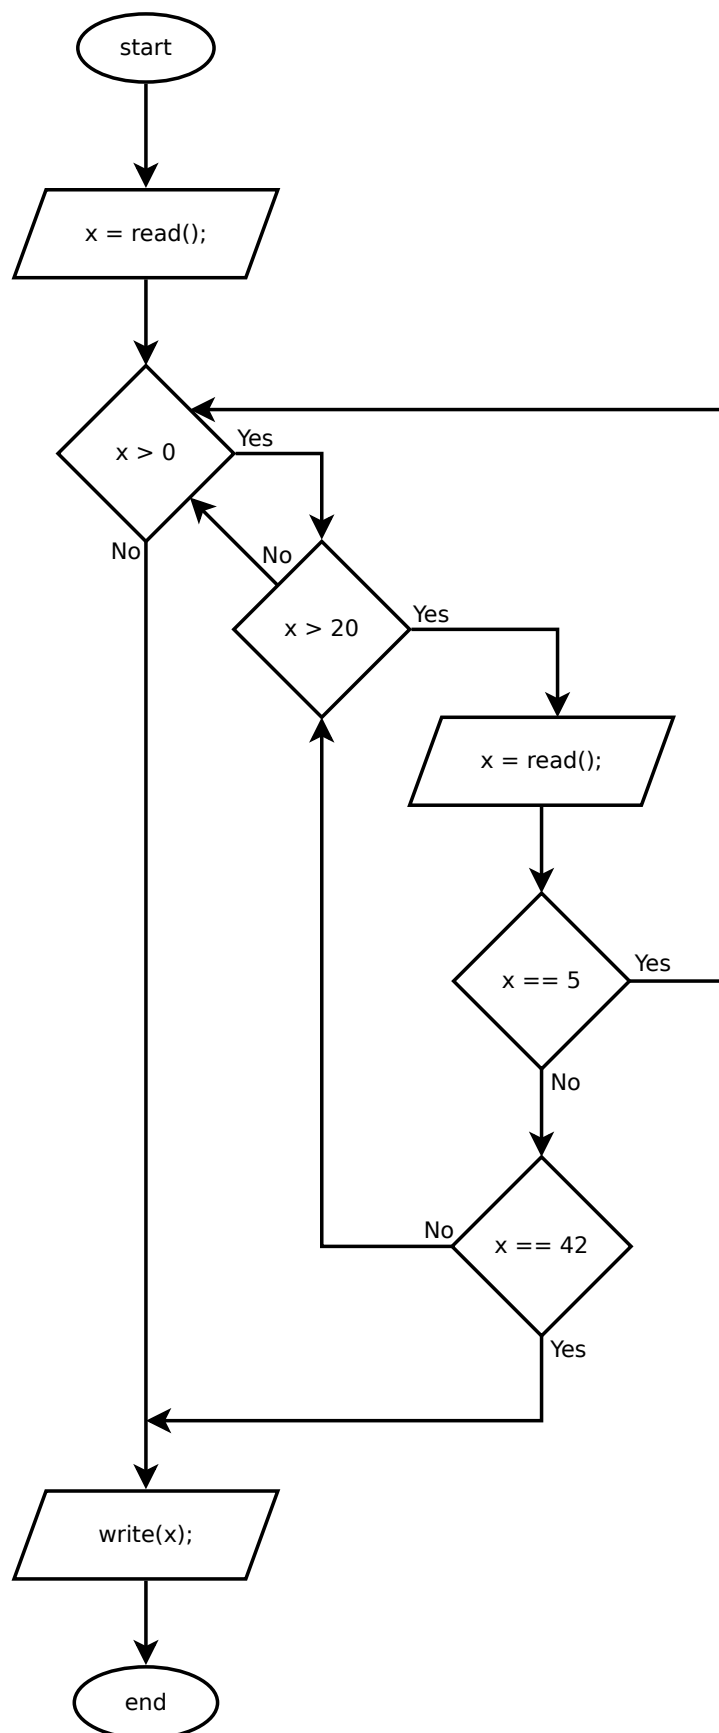 start
x = read();
x > 0
Yes
No
No
x > 20
Yes
x = read();
x == 5
Yes
No
No
x == 42
Yes
write(x);
end